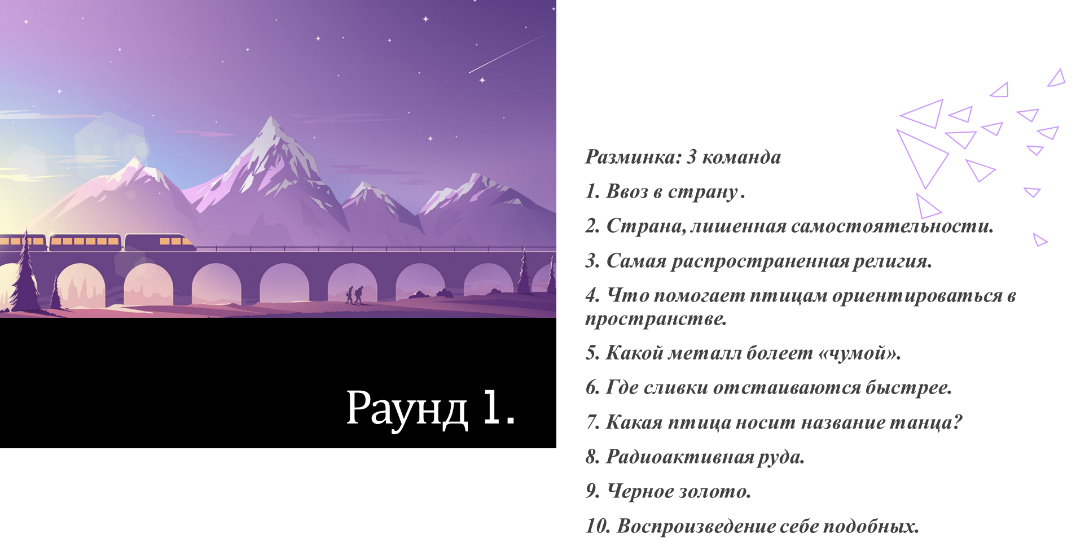 Раунд 1.
Разминка: 3 команда
1. Ввоз в страну.
2. Страна, лишенная самостоятельности.
3. Самая распространенная религия.
4. Что помогает птицам ориентироваться в
пространстве.
5. Какой металл болеет «чумой».
6. Где сливки отстаиваются быстрее.
7. Какая птица носит название танца?
8. Радиоактивная руда.
9. Черное золото.
10. Воспроизведение себе подобных.